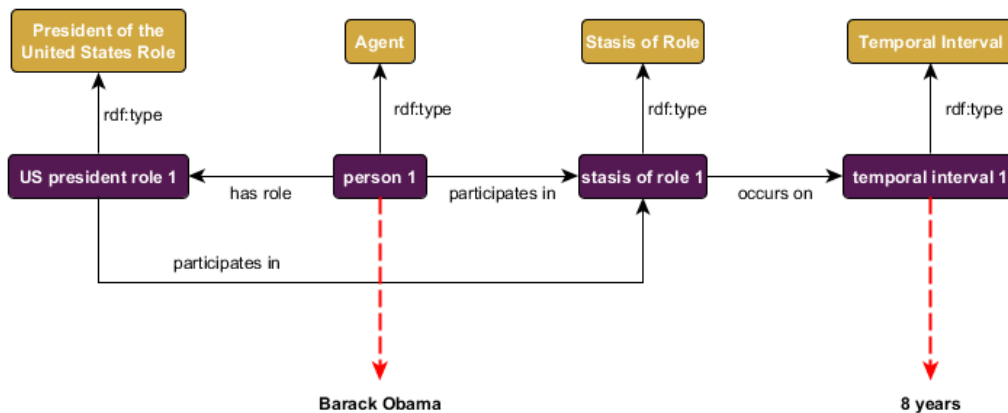 President of the
United States Role
Agent
Stasis of Role
Temporal Interval
rdf:type
rdf:type
rdf:type
rdf:type
US president role 1
has role
person 1
participates in
stasis of role 1
occurs on
temporal interval 1
participates in
Barack Obama
8 years